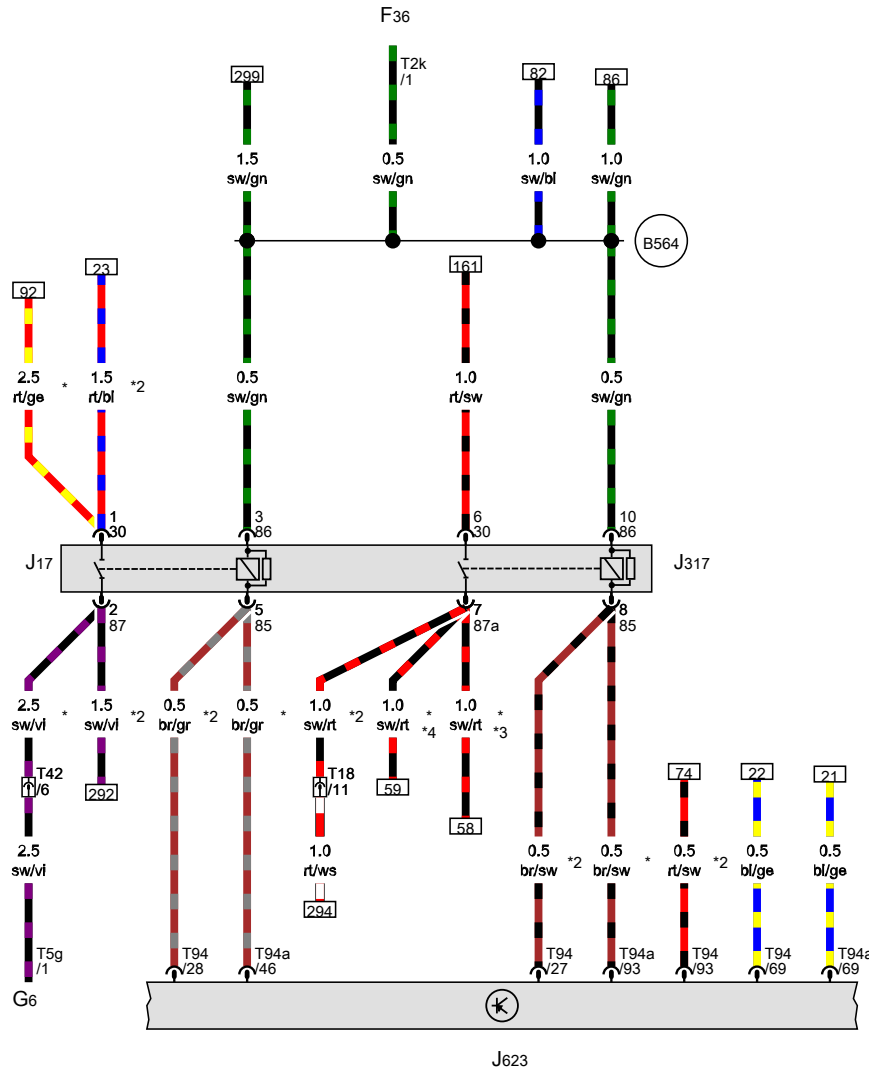 F36
299
T2k
/1
82
86
1.5
sw/gn
0.5
sw/gn
1.0
sw/bl
1.0
sw/gn
B564
92
23
161
2.5
rt/ge
*
1.5
rt/bl
*2
0.5
sw/gn
1.0
rt/sw
0.5
sw/gn
1
30
3
86
6
30
10
86
J17
J317
2
87
5
85
7
87a
8
85
2.5
sw/vi
*
1.5
sw/vi
*2
0.5
br/gr
*2
0.5
br/gr
*
1.0
sw/rt
*2
1.0
sw/rt
*
*4
1.0
sw/rt
*3
T42
/6
292
T18
/11
59
58
74
22
21
2.5
sw/vi
1.0
rt/ws
294
0.5
br/sw
*2
0.5
br/sw
*
0.5
rt/sw
*2
0.5
bl/ge
0.5
bl/ge
T5g
/1
G6
T94
/28
T94a
/46
T94
/27
T94a
/93
T94
/93
T94
/69
T94a
/69
J623